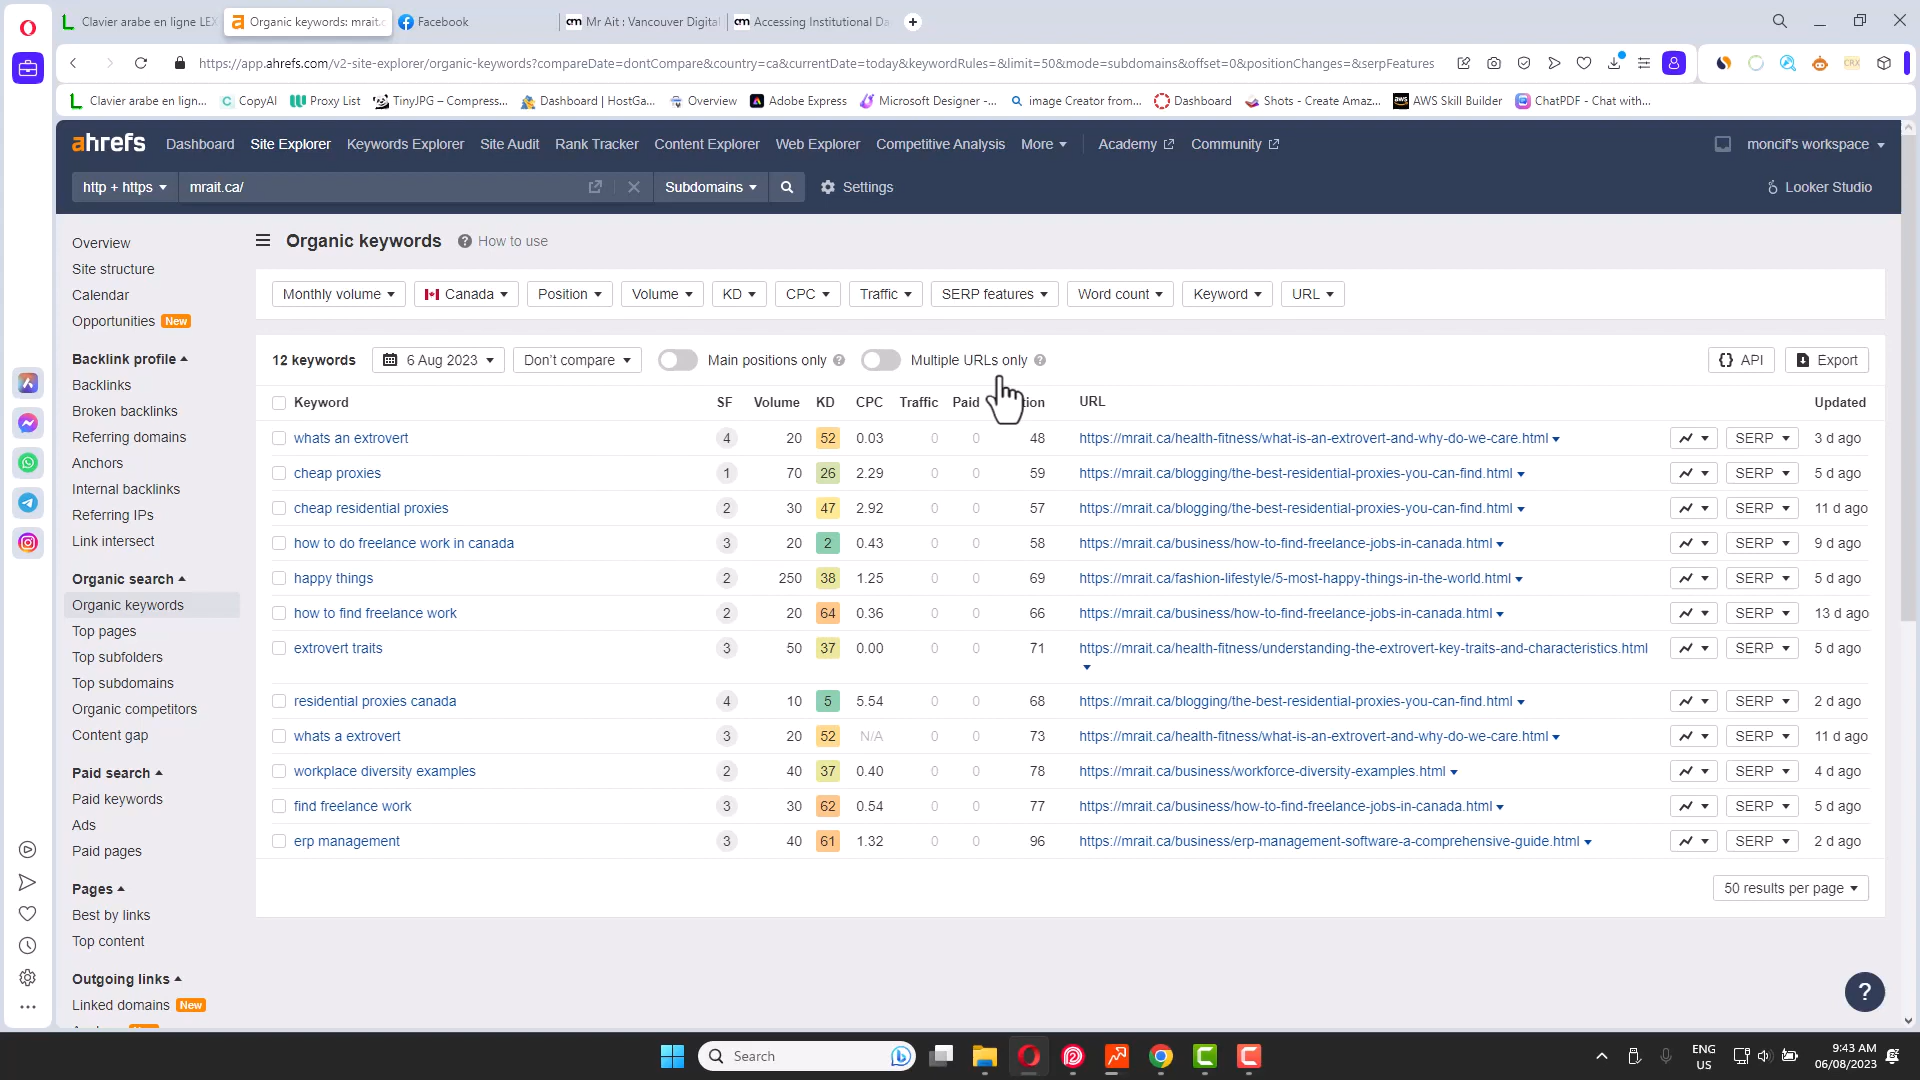 Clavier arabe en ligne LEX
Organic keywords: mrait.c
Facebook
Mr Ait : Vancouver Digital
Accessing Institutional Da
https://app.ahrefs.com/v2-site-explorer/organic-keywords?compareDate=dontCompare&country=ca&currentDate=today&keywordRules=&limit=50&mode=subdomains&offset=0&positionChanges=&serpFeatures
Clavier arabe en lign... CopyAI Proxy List TinyJPG – Compress... Dashboard | HostGa... Overview Adobe Express Microsoft Designer -... image Creator from... Dashboard Shots - Create Amaz... AWS Skill Builder ChatPDF - Chat with...
ahrefs Dashboard Site Explorer Keywords Explorer Site Audit Rank Tracker Content Explorer Web Explorer Competitive Analysis More Academy Community moncif's workspace
http + https mrait.ca/ Subdomains Settings Looker Studio
Overview
Site structure
Calendar
Opportunities New
Backlink profile
Backlinks
Broken backlinks
Referring domains
Anchors
Internal backlinks
Referring IPs
Link intersect
Organic search
Organic keywords
Top pages
Top subfolders
Top subdomains
Organic competitors
Content gap
Paid search
Paid keywords
Ads
Paid pages
Pages
Best by links
Top content
Outgoing links
Linked domains New
Organic keywords How to use
Monthly volume Canada Position Volume KD CPC Traffic SERP features Word count Keyword URL
12 keywords 6 Aug 2023 Don't compare Main positions only Multiple URLs only API Export
Keyword SF Volume KD CPC Traffic Paid URL Updated
whats an extrovert 4 20 52 0.03 0 0 48 https://mrait.ca/health-fitness/what-is-an-extrovert-and-why-do-we-care.html SERP 3 d ago
cheap proxies 1 70 26 2.29 0 0 59 https://mrait.ca/blogging/the-best-residential-proxies-you-can-find.html SERP 5 d ago
cheap residential proxies 2 30 47 2.92 0 0 57 https://mrait.ca/blogging/the-best-residential-proxies-you-can-find.html SERP 11 d ago
how to do freelance work in canada 3 20 2 0.43 0 0 58 https://mrait.ca/business/how-to-find-freelance-jobs-in-canada.html SERP 9 d ago
happy things 2 250 38 1.25 0 0 69 https://mrait.ca/fashion-lifestyle/5-most-happy-things-in-the-world.html SERP 5 d ago
how to find freelance work 2 20 64 0.36 0 0 66 https://mrait.ca/business/how-to-find-freelance-jobs-in-canada.html SERP 13 d ago
extrovert traits 3 50 37 0.00 0 0 71 https://mrait.ca/health-fitness/understanding-the-extrovert-key-traits-and-characteristics.html SERP 5 d ago
residential proxies canada 4 10 5 5.54 0 0 68 https://mrait.ca/blogging/the-best-residential-proxies-you-can-find.html SERP 2 d ago
whats a extrovert 3 20 52 N/A 0 0 73 https://mrait.ca/health-fitness/what-is-an-extrovert-and-why-do-we-care.html SERP 11 d ago
workplace diversity examples 2 40 37 0.40 0 0 78 https://mrait.ca/business/workforce-diversity-examples.html SERP 4 d ago
find freelance work 3 30 62 0.54 0 0 77 https://mrait.ca/business/how-to-find-freelance-jobs-in-canada.html SERP 5 d ago
erp management 3 40 61 1.32 0 0 96 https://mrait.ca/business/erp-management-software-a-comprehensive-guide.html SERP 2 d ago
50 results per page
?
Search
ENG
US
9:43 AM
06/08/2023